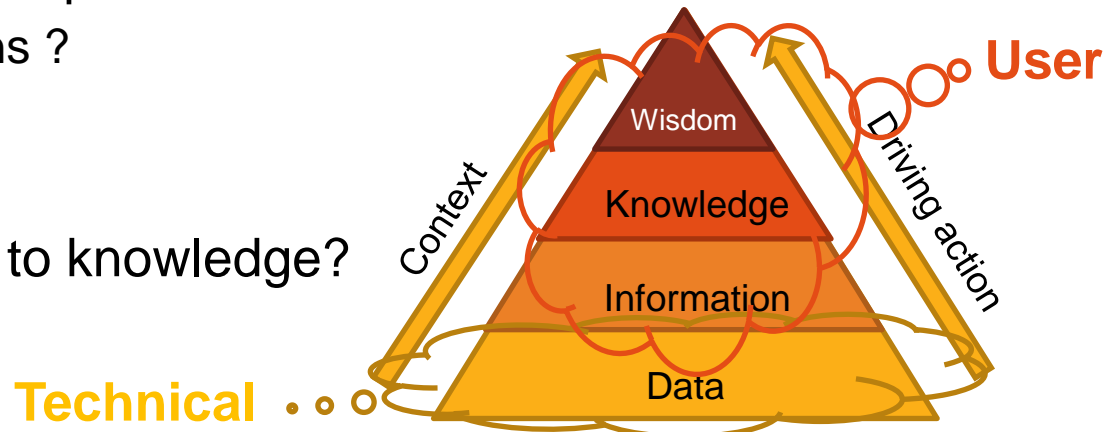 ns ?
User
Wisdom
Context
Driving action
Knowledge
to knowledge?
Information
Data
Technical